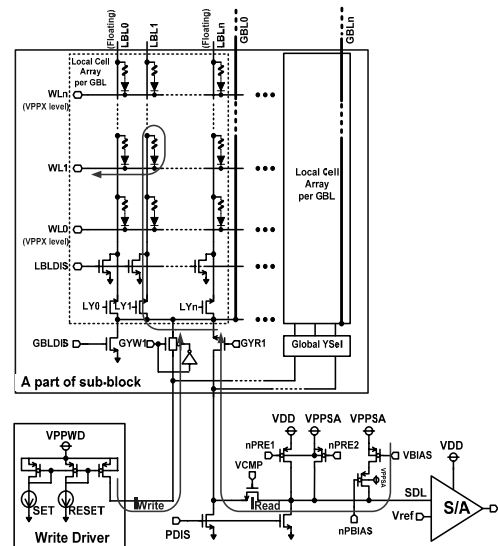 (Floating)
LBL0
LBL1
(Floating)
LBLn
GBL0
GBLn
Local Cell
Array
per GBL
WLn
(VPPX level)
WL1
Local Cell
Array
per GBL
WL0
(VPPX level)
LBLDIS
LY0
LY1
LYn
GBLDIS
GYW1
GYR1
Global YSel
A part of sub-block
VPPWD
SET
RESET
Write
Write Driver
VDD
VPPSA
VPPSA
nPRE1
nPRE2
VBIAS
VCMP
VPPSA
VDD
Read
nPBIAS
SDL
Vref
S/A
PDIS